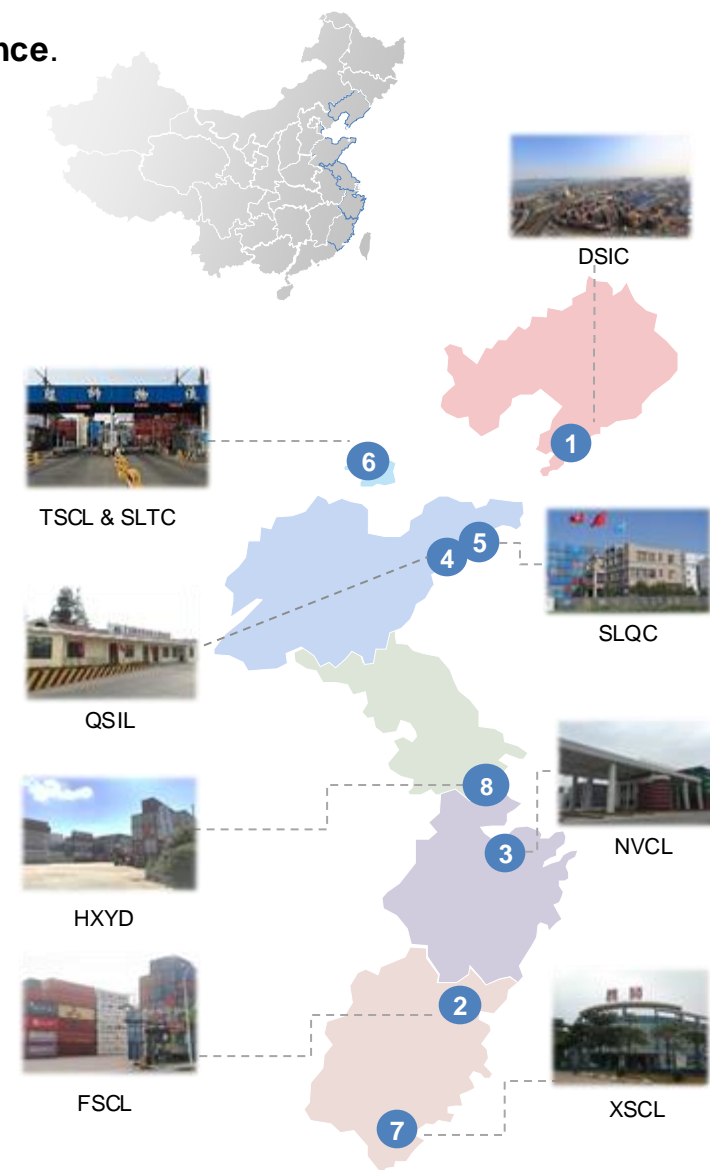 nce.
DSIC
1
6
TSCL & SLTC
5
4
SLQC
QSIL
8
3
NVCL
HXYD
2
FSCL
XSCL
7